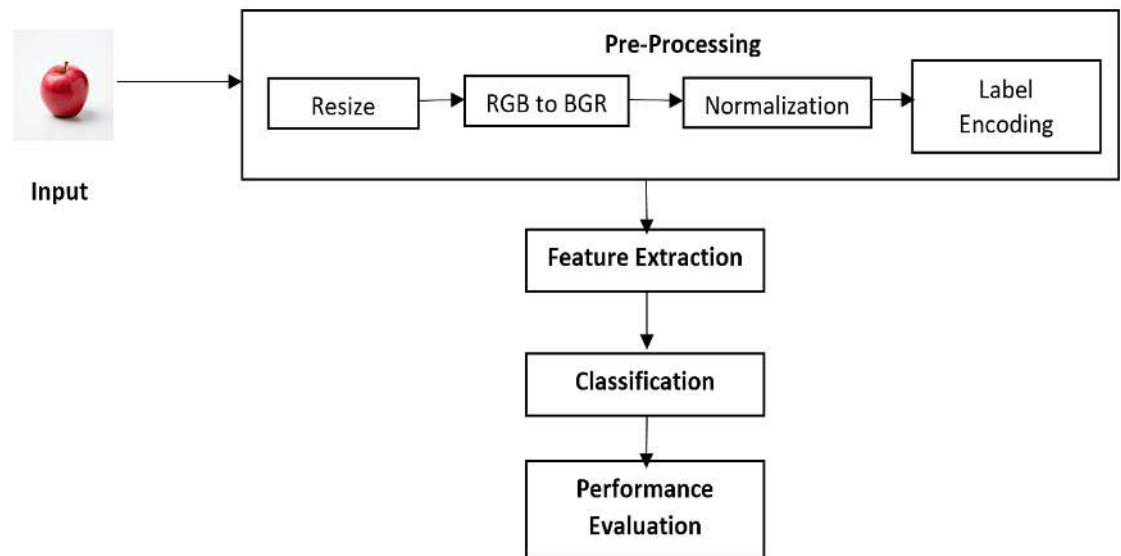 Pre-Processing
Resize
RGB to BGR
Normalization
Label
Encoding
Input
Feature Extraction
Classification
Performance
Evaluation